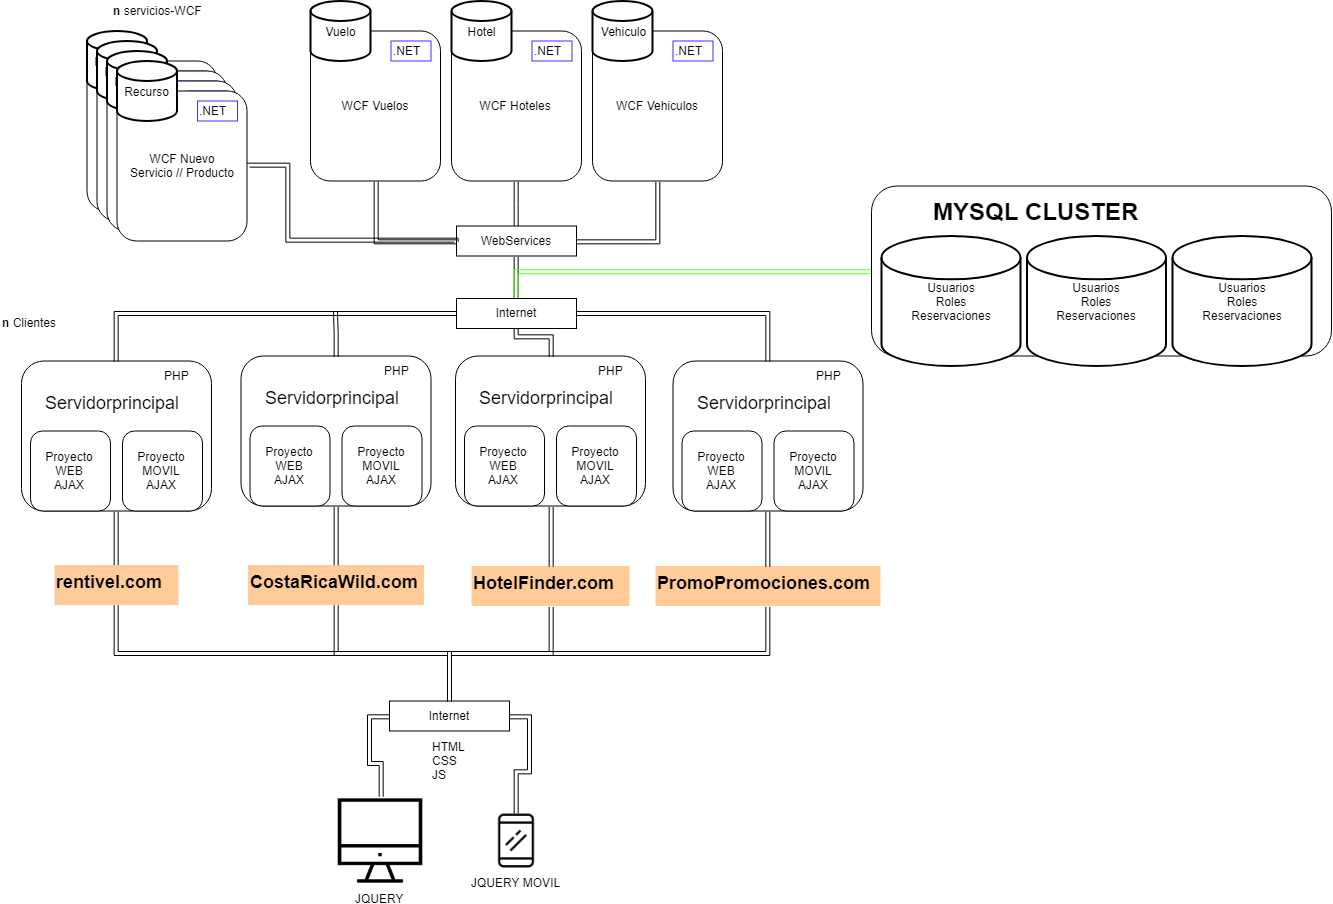 n servicios-WCF
Recurso
.NET
WCF Nuevo
Servicio // Producto
Vuelo
.NET
WCF Vuelos
Hotel
.NET
WCF Hoteles
Vehiculo
.NET
WCF Vehiculos
WebServices
MYSQL CLUSTER
Usuarios
Roles
Reservaciones
Usuarios
Roles
Reservaciones
Usuarios
Roles
Reservaciones
Internet
n Clientes
PHP
Servidorprincipal
Proyecto
WEB
AJAX
Proyecto
MOVIL
AJAX
PHP
Servidorprincipal
Proyecto
WEB
AJAX
Proyecto
MOVIL
AJAX
PHP
Servidorprincipal
Proyecto
WEB
AJAX
Proyecto
MOVIL
AJAX
PHP
Servidorprincipal
Proyecto
WEB
AJAX
Proyecto
MOVIL
AJAX
rentivel.com
CostaRicaWild.com
HotelFinder.com
PromoPromociones.com
Internet
HTML
CSS
JS
JQUERY
JQUERY MOVIL